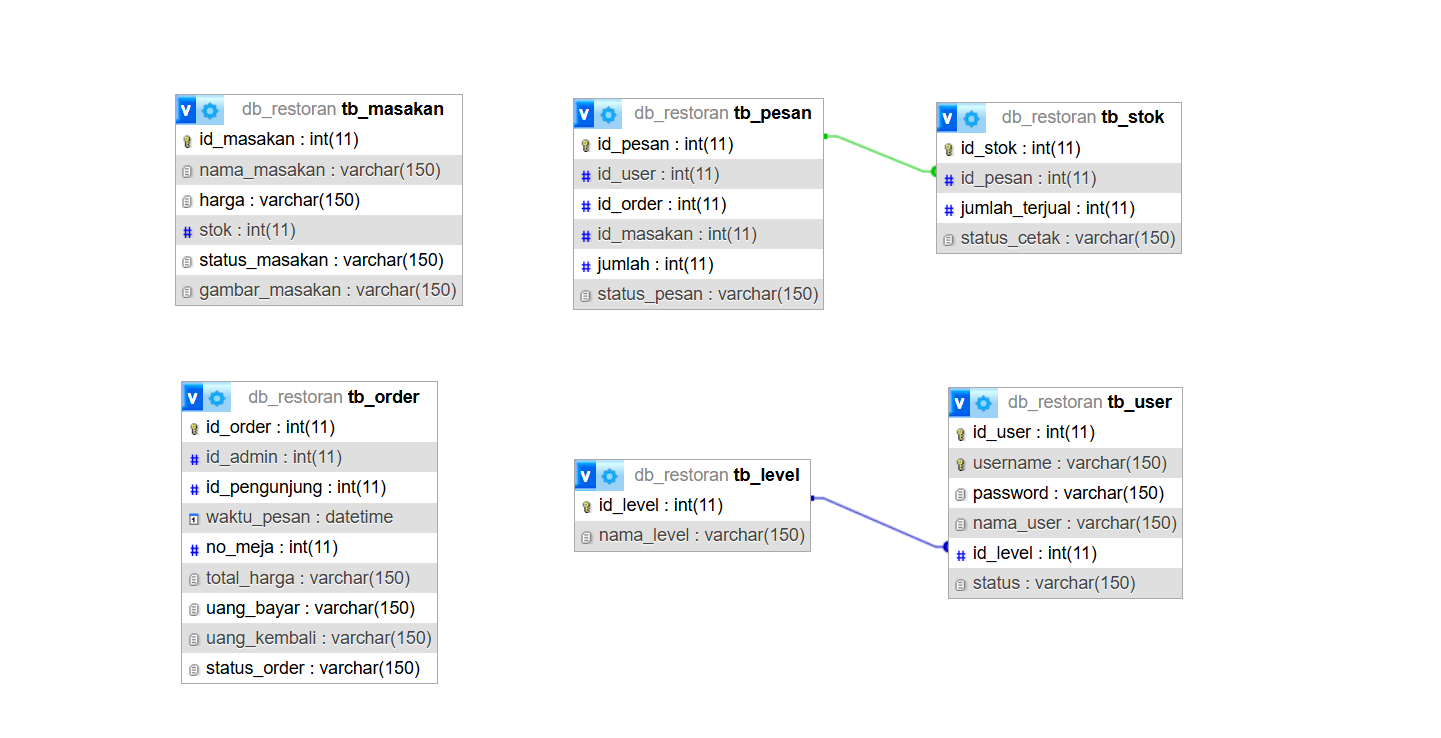 v db_restoran tb_masakan
id_masakan : int(11)
nama_masakan : varchar(150)
# stok : int(11)
harga : varchar(150)
status_masakan : varchar(150)
gambar_masakan : varchar(150)
v db_restoran tb_pesan
id_pesan : int(11)
# id_user : int(11)
# id_order : int(11)
# id_masakan : int(11)
# jumlah : int(11)
status_pesan : varchar(150)
v db_restoran tb_stok
id_stok : int(11)
# id_pesan : int(11)
# jumlah_terjual : int(11)
status_cetak : varchar(150)
v db_restoran tb_order
id_order : int(11)
# id_admin : int(11)
# id_pengunjung : int(11)
waktu_pesan : datetime
# no_meja : int(11)
total_harga : varchar(150)
uang_bayar : varchar(150)
uang_kembali : varchar(150)
status_order : varchar(150)
v db_restoran tb_level
id_level : int(11)
nama_level : varchar(150)
v db_restoran tb_user
id_user : int(11)
username : varchar(150)
password : varchar(150)
nama_user : varchar(150)
# id_level : int(11)
status : varchar(150)